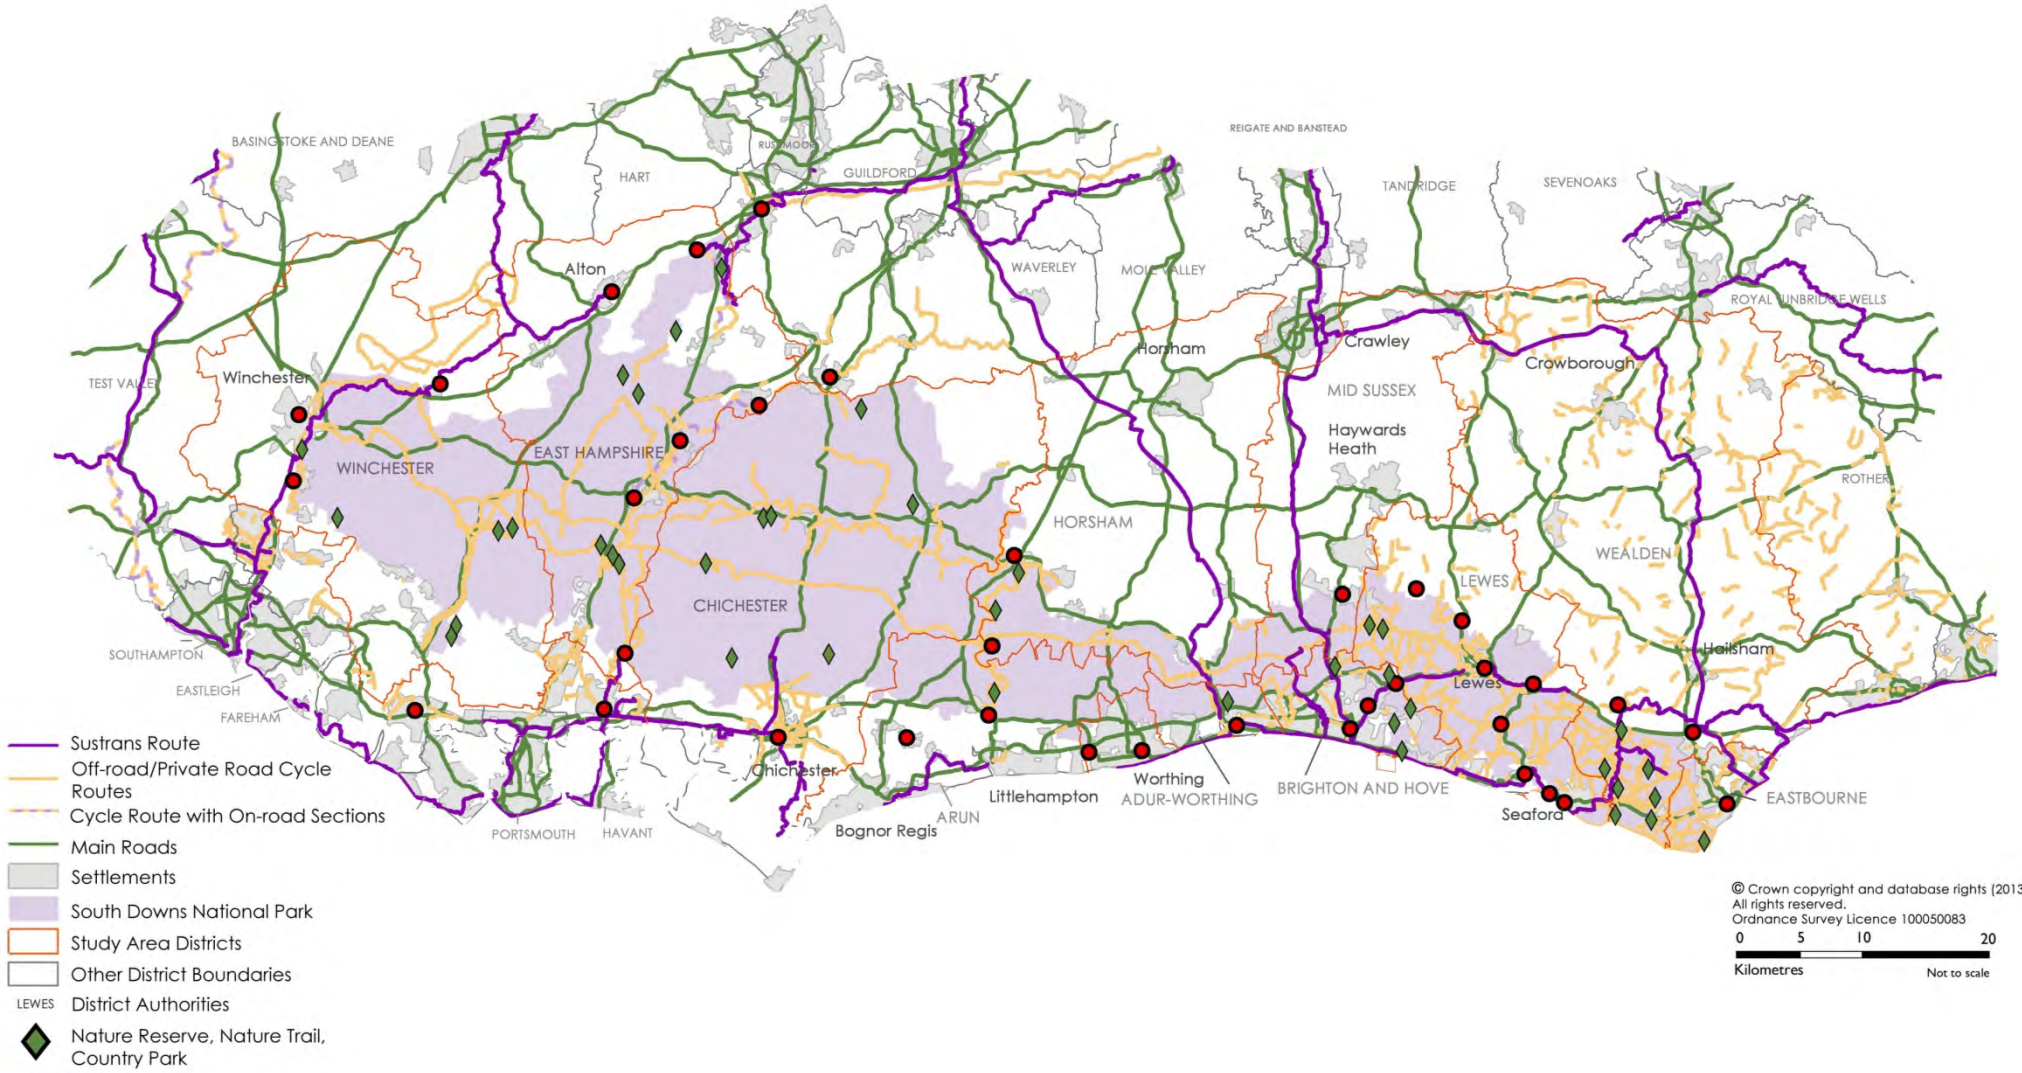 REIGATE AND BANSTEAD
BASINGSTOKE AND DEANE
RUSHMOOR
HART
GUILDFORD
TANDRIDGE
SEVENOAKS
Alton
WAVERLEY
MOLE VALLEY
ROYAL TUNBRIDGE WELLS
Horsham
Crawley
Crowborough
TEST VALLEY
Winchester
MID SUSSEX
Haywards
Heath
EAST HAMPSHIRE
WINCHESTER
ROTHER
HORSHAM
WEALDEN
LEWES
CHICHESTER
SOUTHAMPTON
Hailsham
EASTLEIGH
Lewes
FAREHAM
Chichester
Worthing
ADUR-WORTHING
BRIGHTON AND HOVE
EASTBOURNE
Littlehampton
Seaford
ARUN
Bognor Regis
PORTSMOUTH
HAVANT
Sustrans Route
Off-road/Private Road Cycle
Routes
Cycle Route with On-road Sections
Main Roads
Settlements
South Downs National Park
Study Area Districts
Other District Boundaries
LEWES District Authorities
Nature Reserve, Nature Trail,
Country Park
© Crown copyright and database rights (2013
All rights reserved.
Ordnance Survey Licence 100050083
0 5 10 20
Kilometres Not to scale